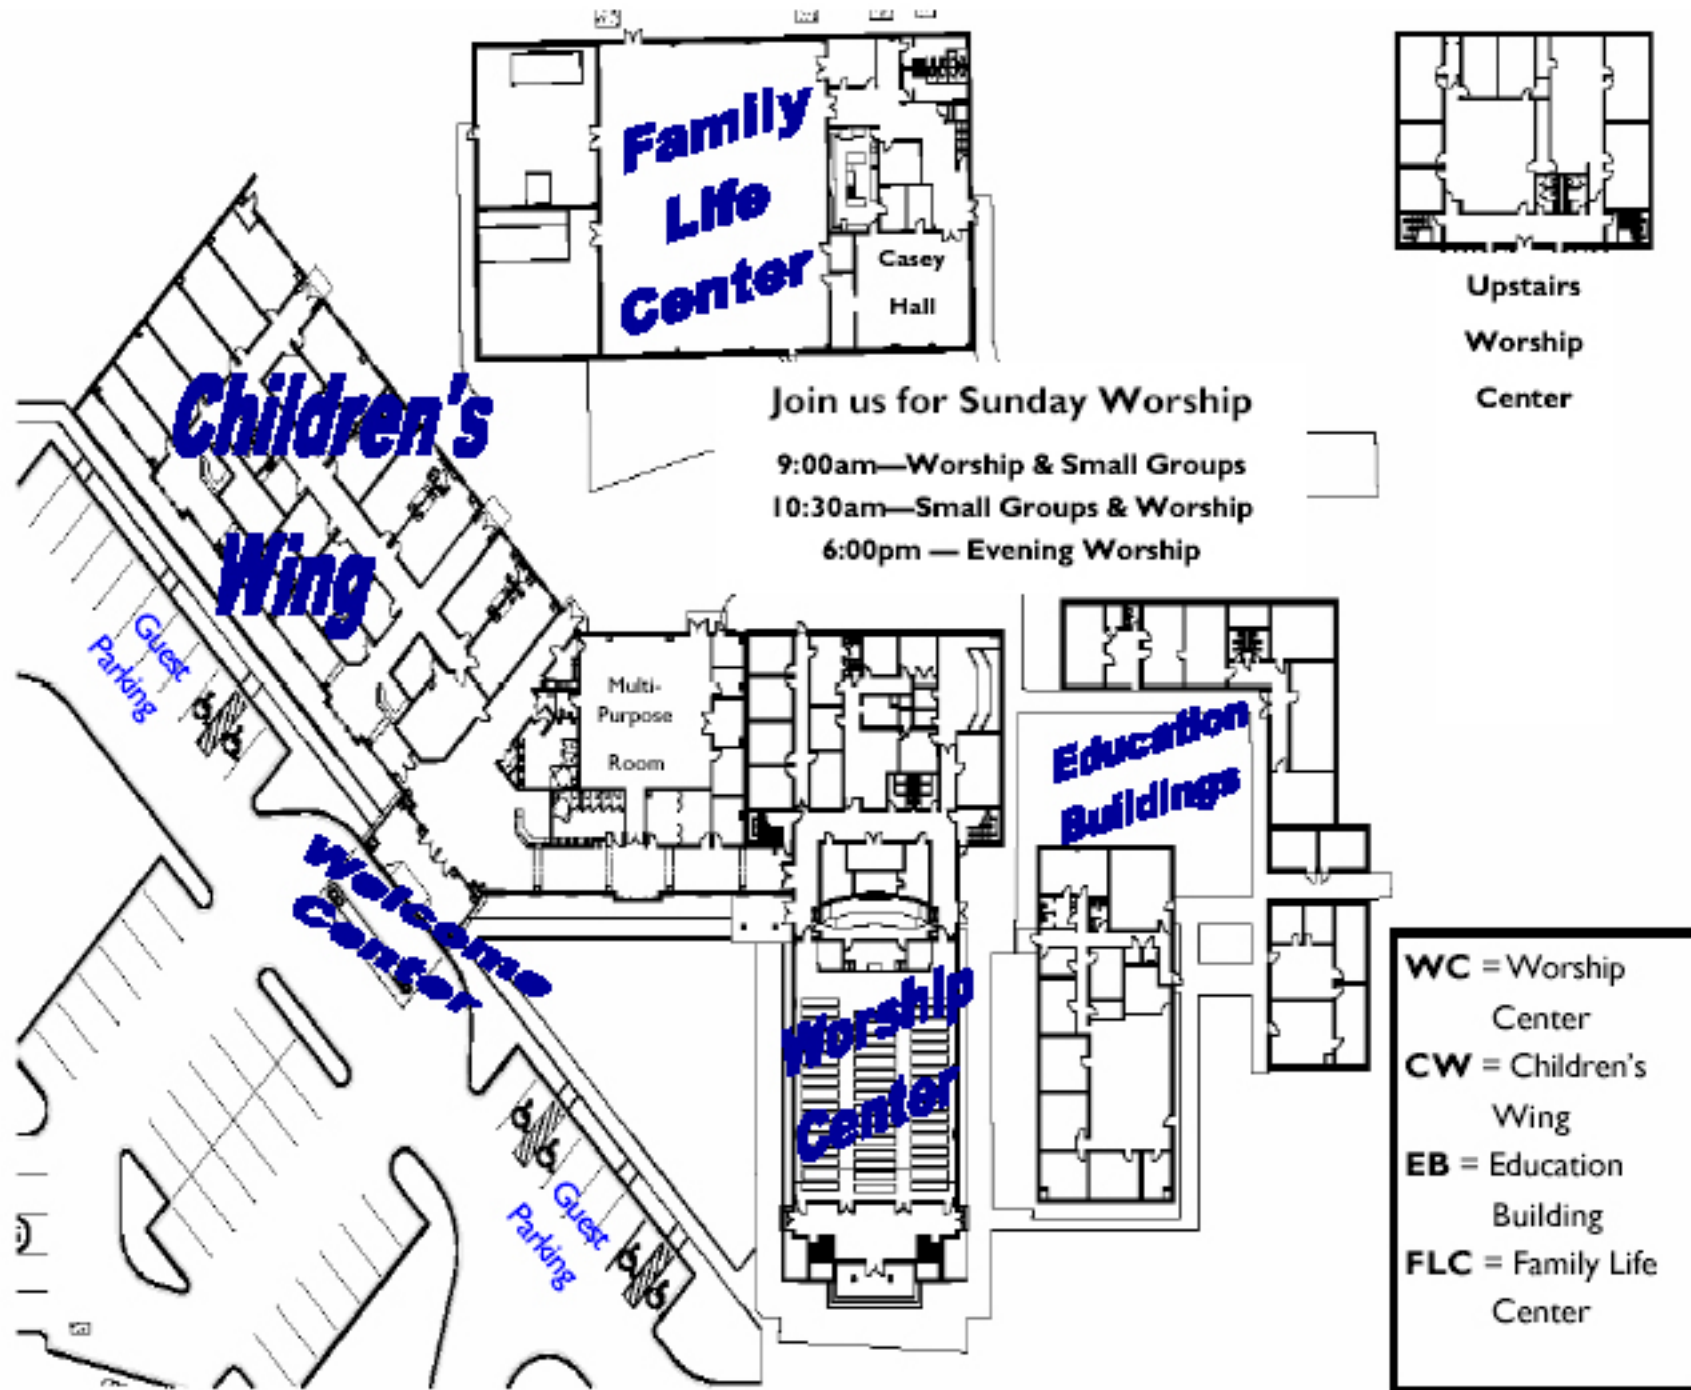 Family
Life
Center
Casey
Hall
Upstairs
Worship
Center
Children's
Wing
Join us for Sunday Worship
9:00am—Worship & Small Groups
10:30am—Small Groups & Worship
6:00pm — Evening Worship
Guest
Parking
Multi-
Purpose
Room
Education
Buildings
Welcome
Center
Worship
Center
Guest
Parking
WC = Worship
Center
CW = Children's
Wing
EB = Education
Building
FLC = Family Life
Center